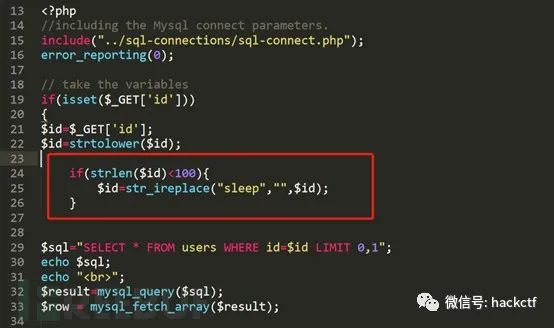 13 <?php
14 //including the Mysql connect parameters.
15 include("../sql-connections/sql-connect.php");
16 error_reporting(0);
17
18 // take the variables
19 if(isset($_GET['id']))
20 {
21 $id=$_GET['id'];
22 $id=strtolower($id);
23
24 if(strlen($id)<100){
25 $id=str_ireplace("sleep","",$id);
26 }
27
28
29 $sql="SELECT * FROM users WHERE id=$id LIMIT 0,1";
30 echo $sql;
31 echo "<br>";
32 $result=mysql_query($sql);
33 $row = mysql_fetch_array($result);
微信号: hackctf